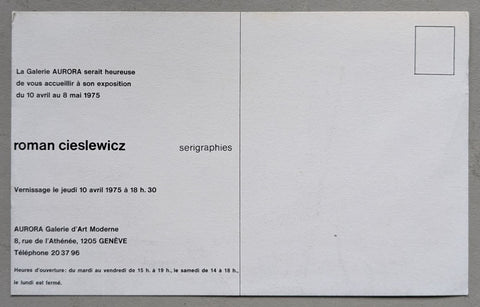 La Galerie AURORA serait heureuse
de vous accueillir à son exposition
du 10 avril au 8 mai 1975
roman cieslewicz serigraphies
Vernissage le jeudi 10 avril 1975 à 18 h. 30
AURORA Galerie d'Art Moderne
8, rue de l'Athénée, 1205 GENÈVE
Téléphone 20 37 96
Heures d'ouverture: du mardi au vendredi de 15 h. à 19 h., le samedi de 14 à 18 h.,
le lundi est fermé.